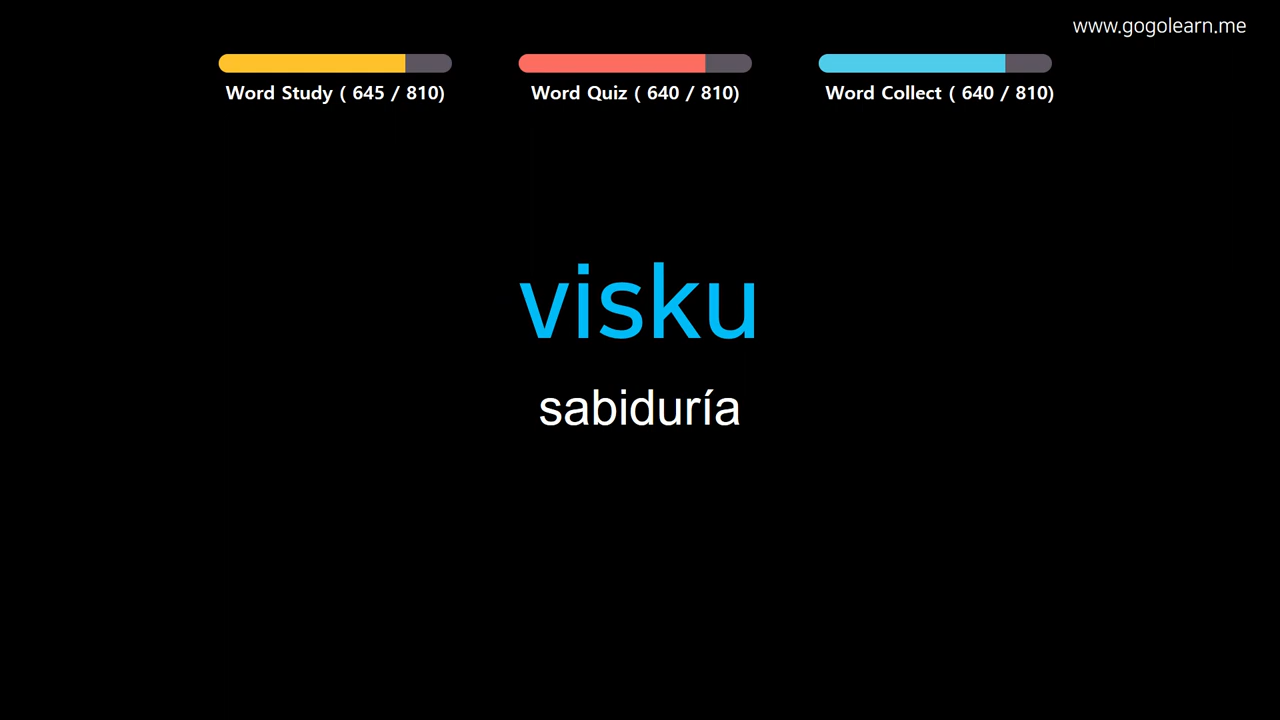 www.gogolearn.me
Word Study ( 645 / 810)
Word Quiz ( 640 / 810)
Word Collect ( 640 / 810)
visku
sabiduría